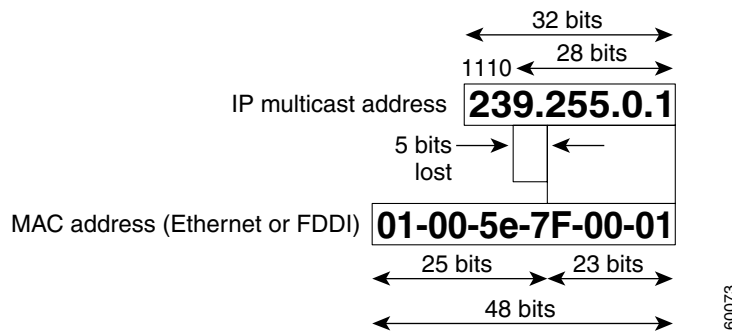 32 bits
28 bits
1110
IP multicast address
239.255.0.1
5 bits
lost
MAC address (Ethernet or FDDI)
01-00-5e-7F-00-01
25 bits
23 bits
48 bits
60073